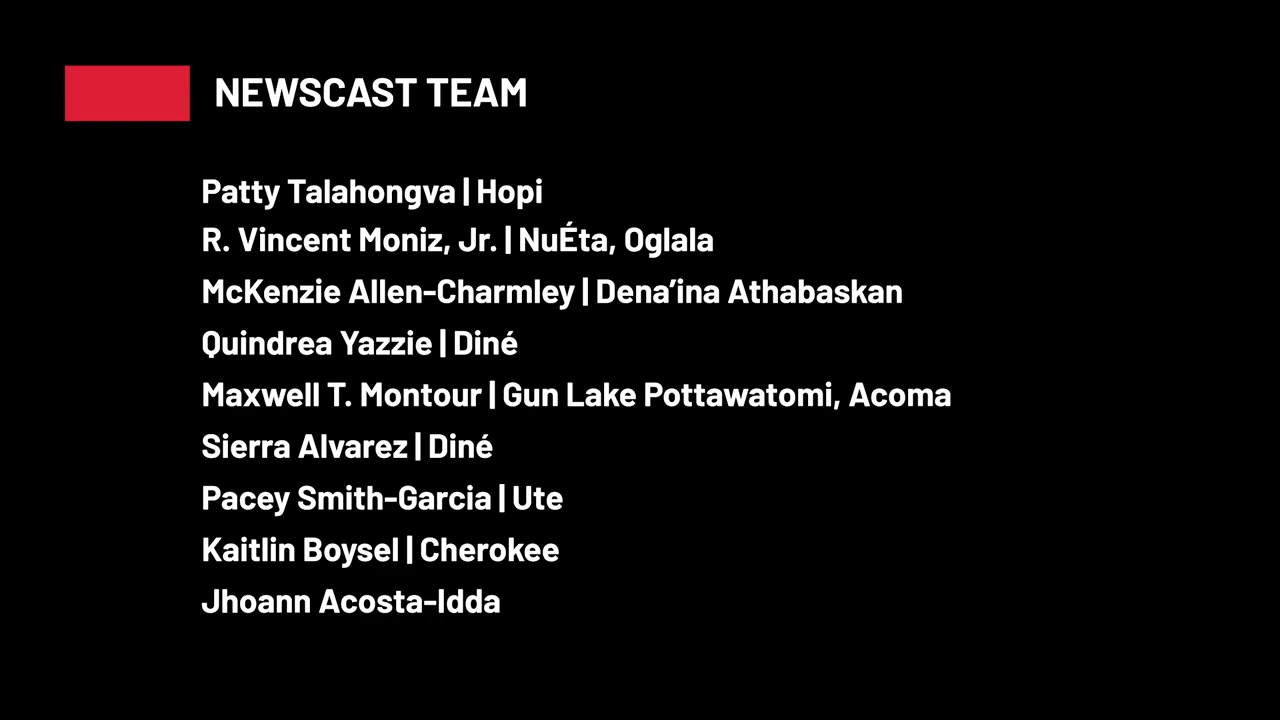 NEWSCAST TEAM
Patty Talahongva | Hopi
R. Vincent Moniz, Jr. | NuÉta, Oglala
McKenzie Allen-Charmley | Dena’ina Athabaskan
Quindrea Yazzie | Diné
Maxwell T. Montour | Gun Lake Pottawatomi, Acoma
Sierra Alvarez | Diné
Pacey Smith-Garcia | Ute
Kaitlin Boysel | Cherokee
Jhoann Acosta-Idda